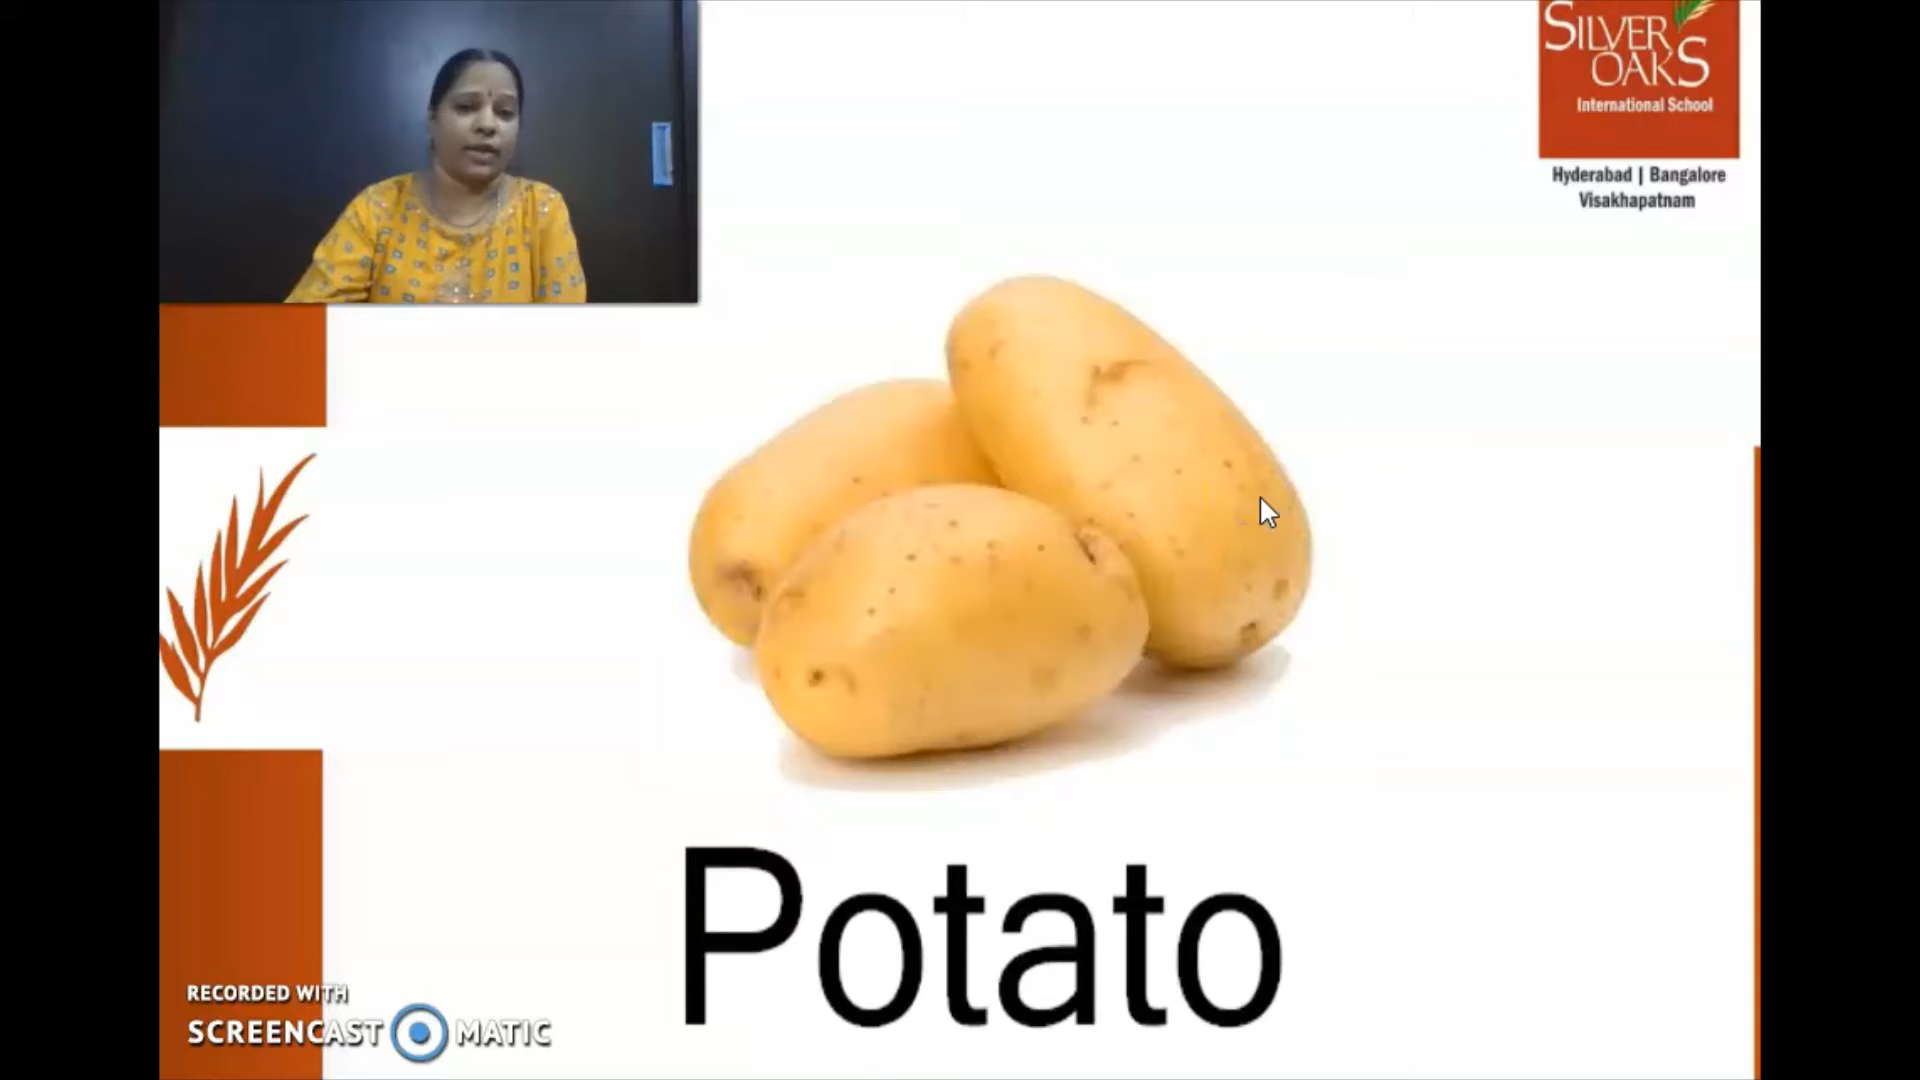 SILVER
OAKS
International School
Hyderabad | Bangalore
Visakhapatnam
Potato
RECORDED WITH
SCREENCAST MATIC